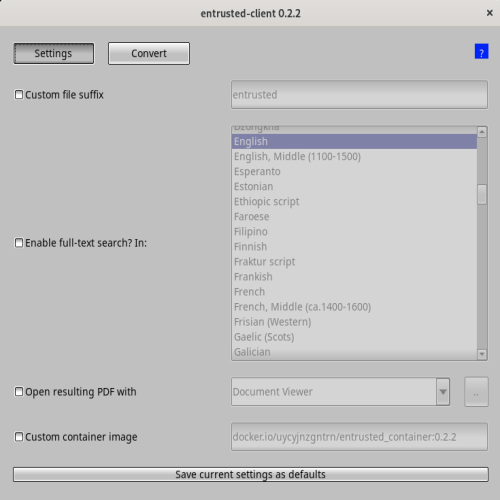 entrusted-client 0.2.2
×
Settings
Convert
?
Custom file suffix
entrusted
Dzongkha
English
English, Middle (1100-1500)
Esperanto
Estonian
Ethiopic script
Faroese
Filipino
Enable full-text search? In:
Finnish
Fraktur script
Frankish
French
French, Middle (ca.1400-1600)
Frisian (Western)
Gaelic (Scots)
Galician
Open resulting PDF with
Document Viewer
..
Custom container image
docker.io/uycyjnzgntrn/entrusted_container:0.2.2
Save current settings as defaults